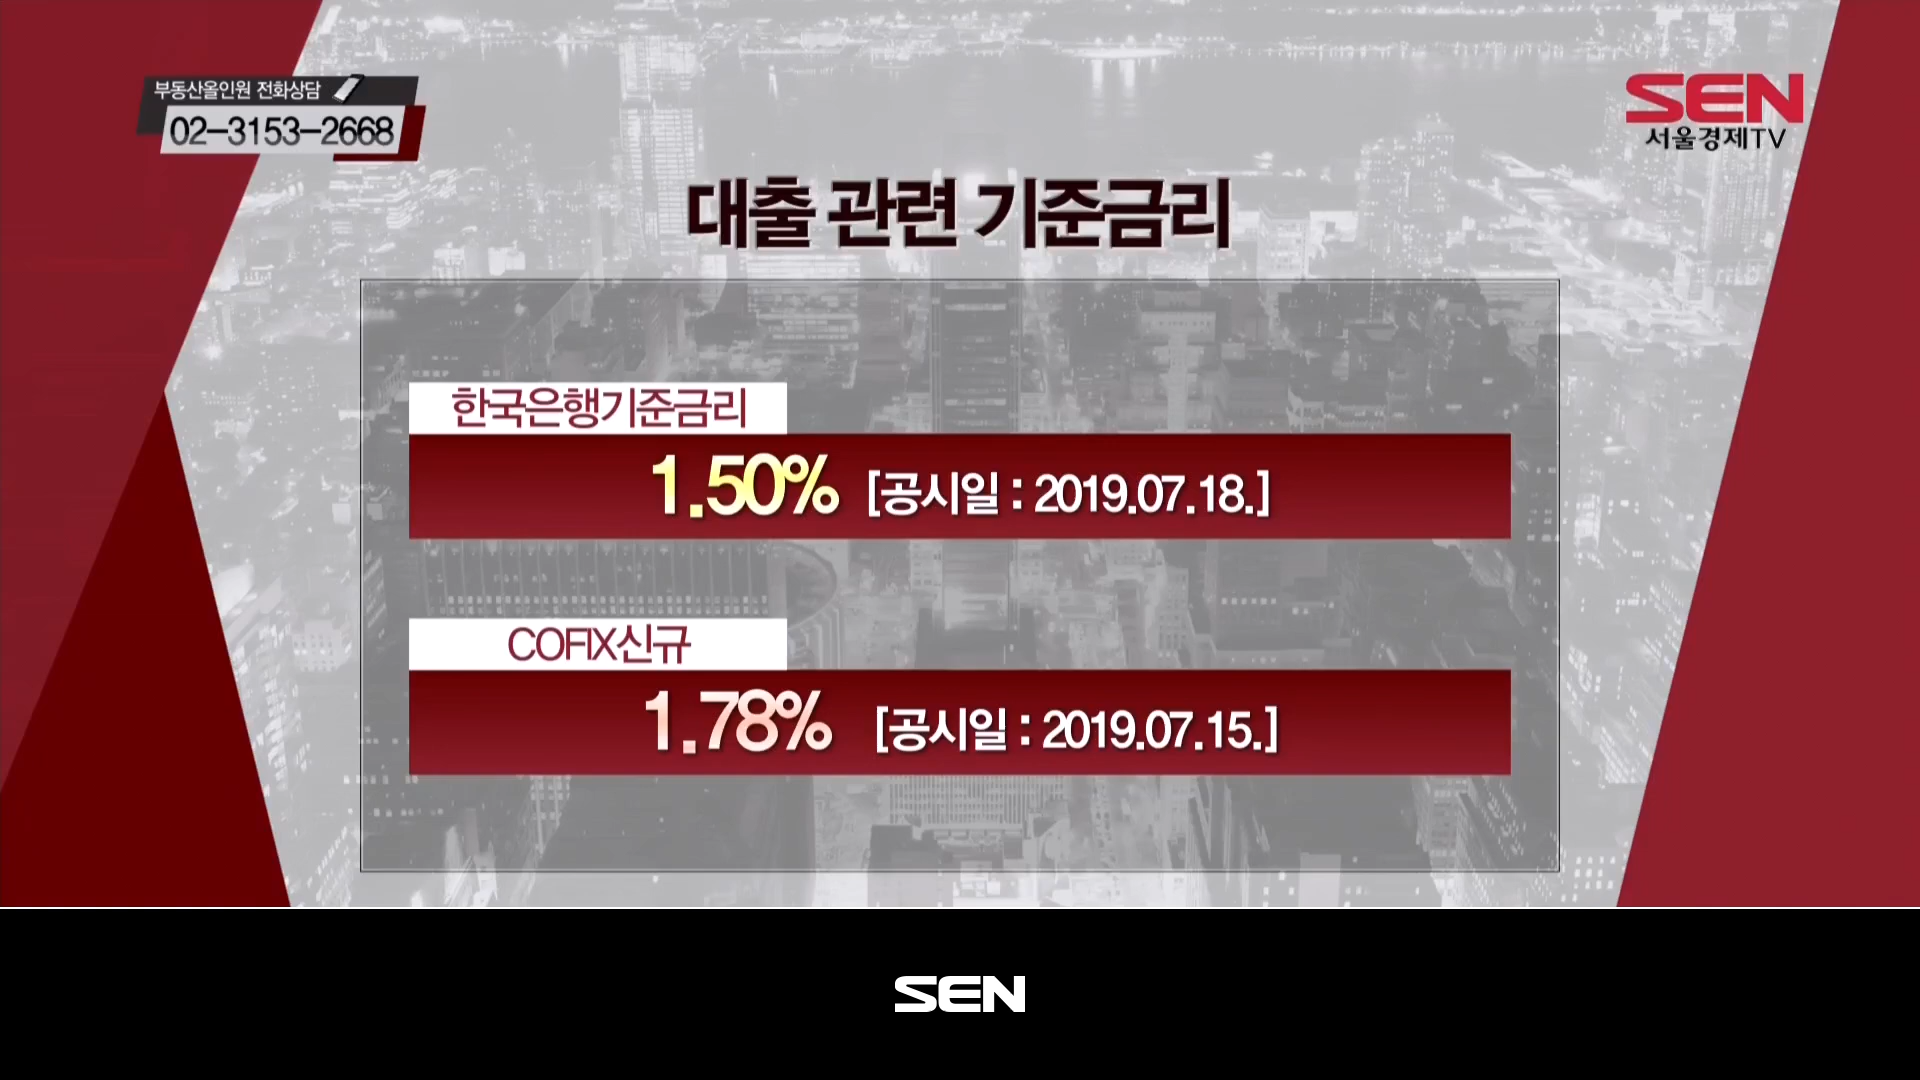 부동산올인원 전화상담
02-3153-2668
SEN
서울경제TV
대출 관련 기준금리
한국은행기준금리
1.50% [공시일 : 2019.07.18.]
COFIX신규
1.78% [공시일 : 2019.07.15.]
SEN